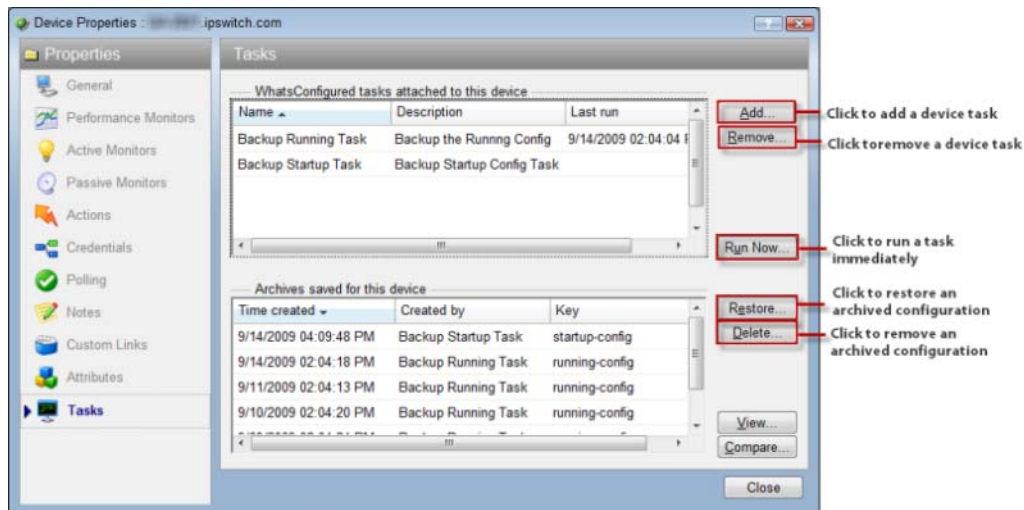 Device Properties : .ipswitch.com
Properties
General
Performance Monitors
Active Monitors
Passive Monitors
Actions
Credentials
Polling
Notes
Custom Links
Attributes
Tasks
Tasks
WhatsConfigured tasks attached to this device
Name Description Last run
Backup Running Task Backup the Runnng Config 9/14/2009 02:04:04
Backup Startup Task Backup Startup Config Task
Add...
Remove...
Run Now...
Archives saved for this device
Time created Created by Key
9/14/2009 04:09:48 PM Backup Startup Task startup-config
9/14/2009 02:04:18 PM Backup Running Task running-config
9/11/2009 02:04:13 PM Backup Running Task running-config
9/10/2009 02:04:20 PM Backup Running Task running-config
Restore...
Delete...
View...
Compare...
Close
Click to add a device task
Click toremove a device task
Click to run a task
immediately
Click to restore an
archived configuration
Click to remove an
archived configuration